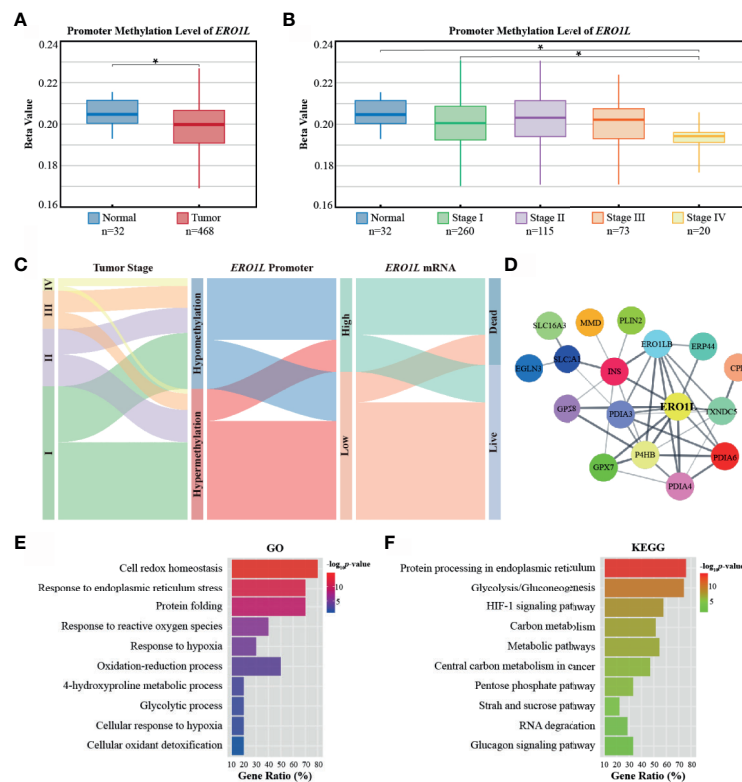 A
Promoter Methylation Level of ERO1L
0.24
0.22
0.20
0.18
0.16
Beta Value
*
Normal
n=32
Tumor
n=468
B
Promoter Methylation Level of ERO1L
0.24
0.22
0.20
0.18
0.16
Beta Value
*
*
Normal
n=32
Stage I
n=260
Stage II
n=115
Stage III
n=73
Stage IV
n=20
C
Tumor Stage
ERO1L Promoter
ERO1L mRNA
IV
III
II
I
Hypomethylation
Hypermethylation
High
Low
Dead
Live
D
SLC16A3
MMD
PLIN2
ERO1LB
ERP44
EGLN3
SLC2A1
INS
GPX8
PDIA3
ERO1L
TXNDC5
P4HB
PDIA6
GPX7
PDIA4
E
GO
Cell redox homeostasis
Response to endoplasmic reticulum stress
Protein folding
Response to reactive oxygen species
Response to hypoxia
Oxidation-reduction process
4-hydroxyproline metabolic process
Glycolytic process
Cellular response to hypoxia
Cellular oxidant detoxification
10 20 30 40 50 60 70 80
Gene Ratio (%)
-log10p-value
10
5
F
KEGG
Protein processing in endoplasmic reticulum
Glycolysis/Gluconeogenesis
HIF-1 signaling pathway
Carbon metabolism
Metabolic pathways
Central carbon metabolism in cancer
Pentose phosphate pathway
Strah and sucrose pathway
RNA degradation
Glucagon signaling pathway
10 20 30 40 50 60 70 80 90
Gene Ratio (%)
-log10p-value
10
5